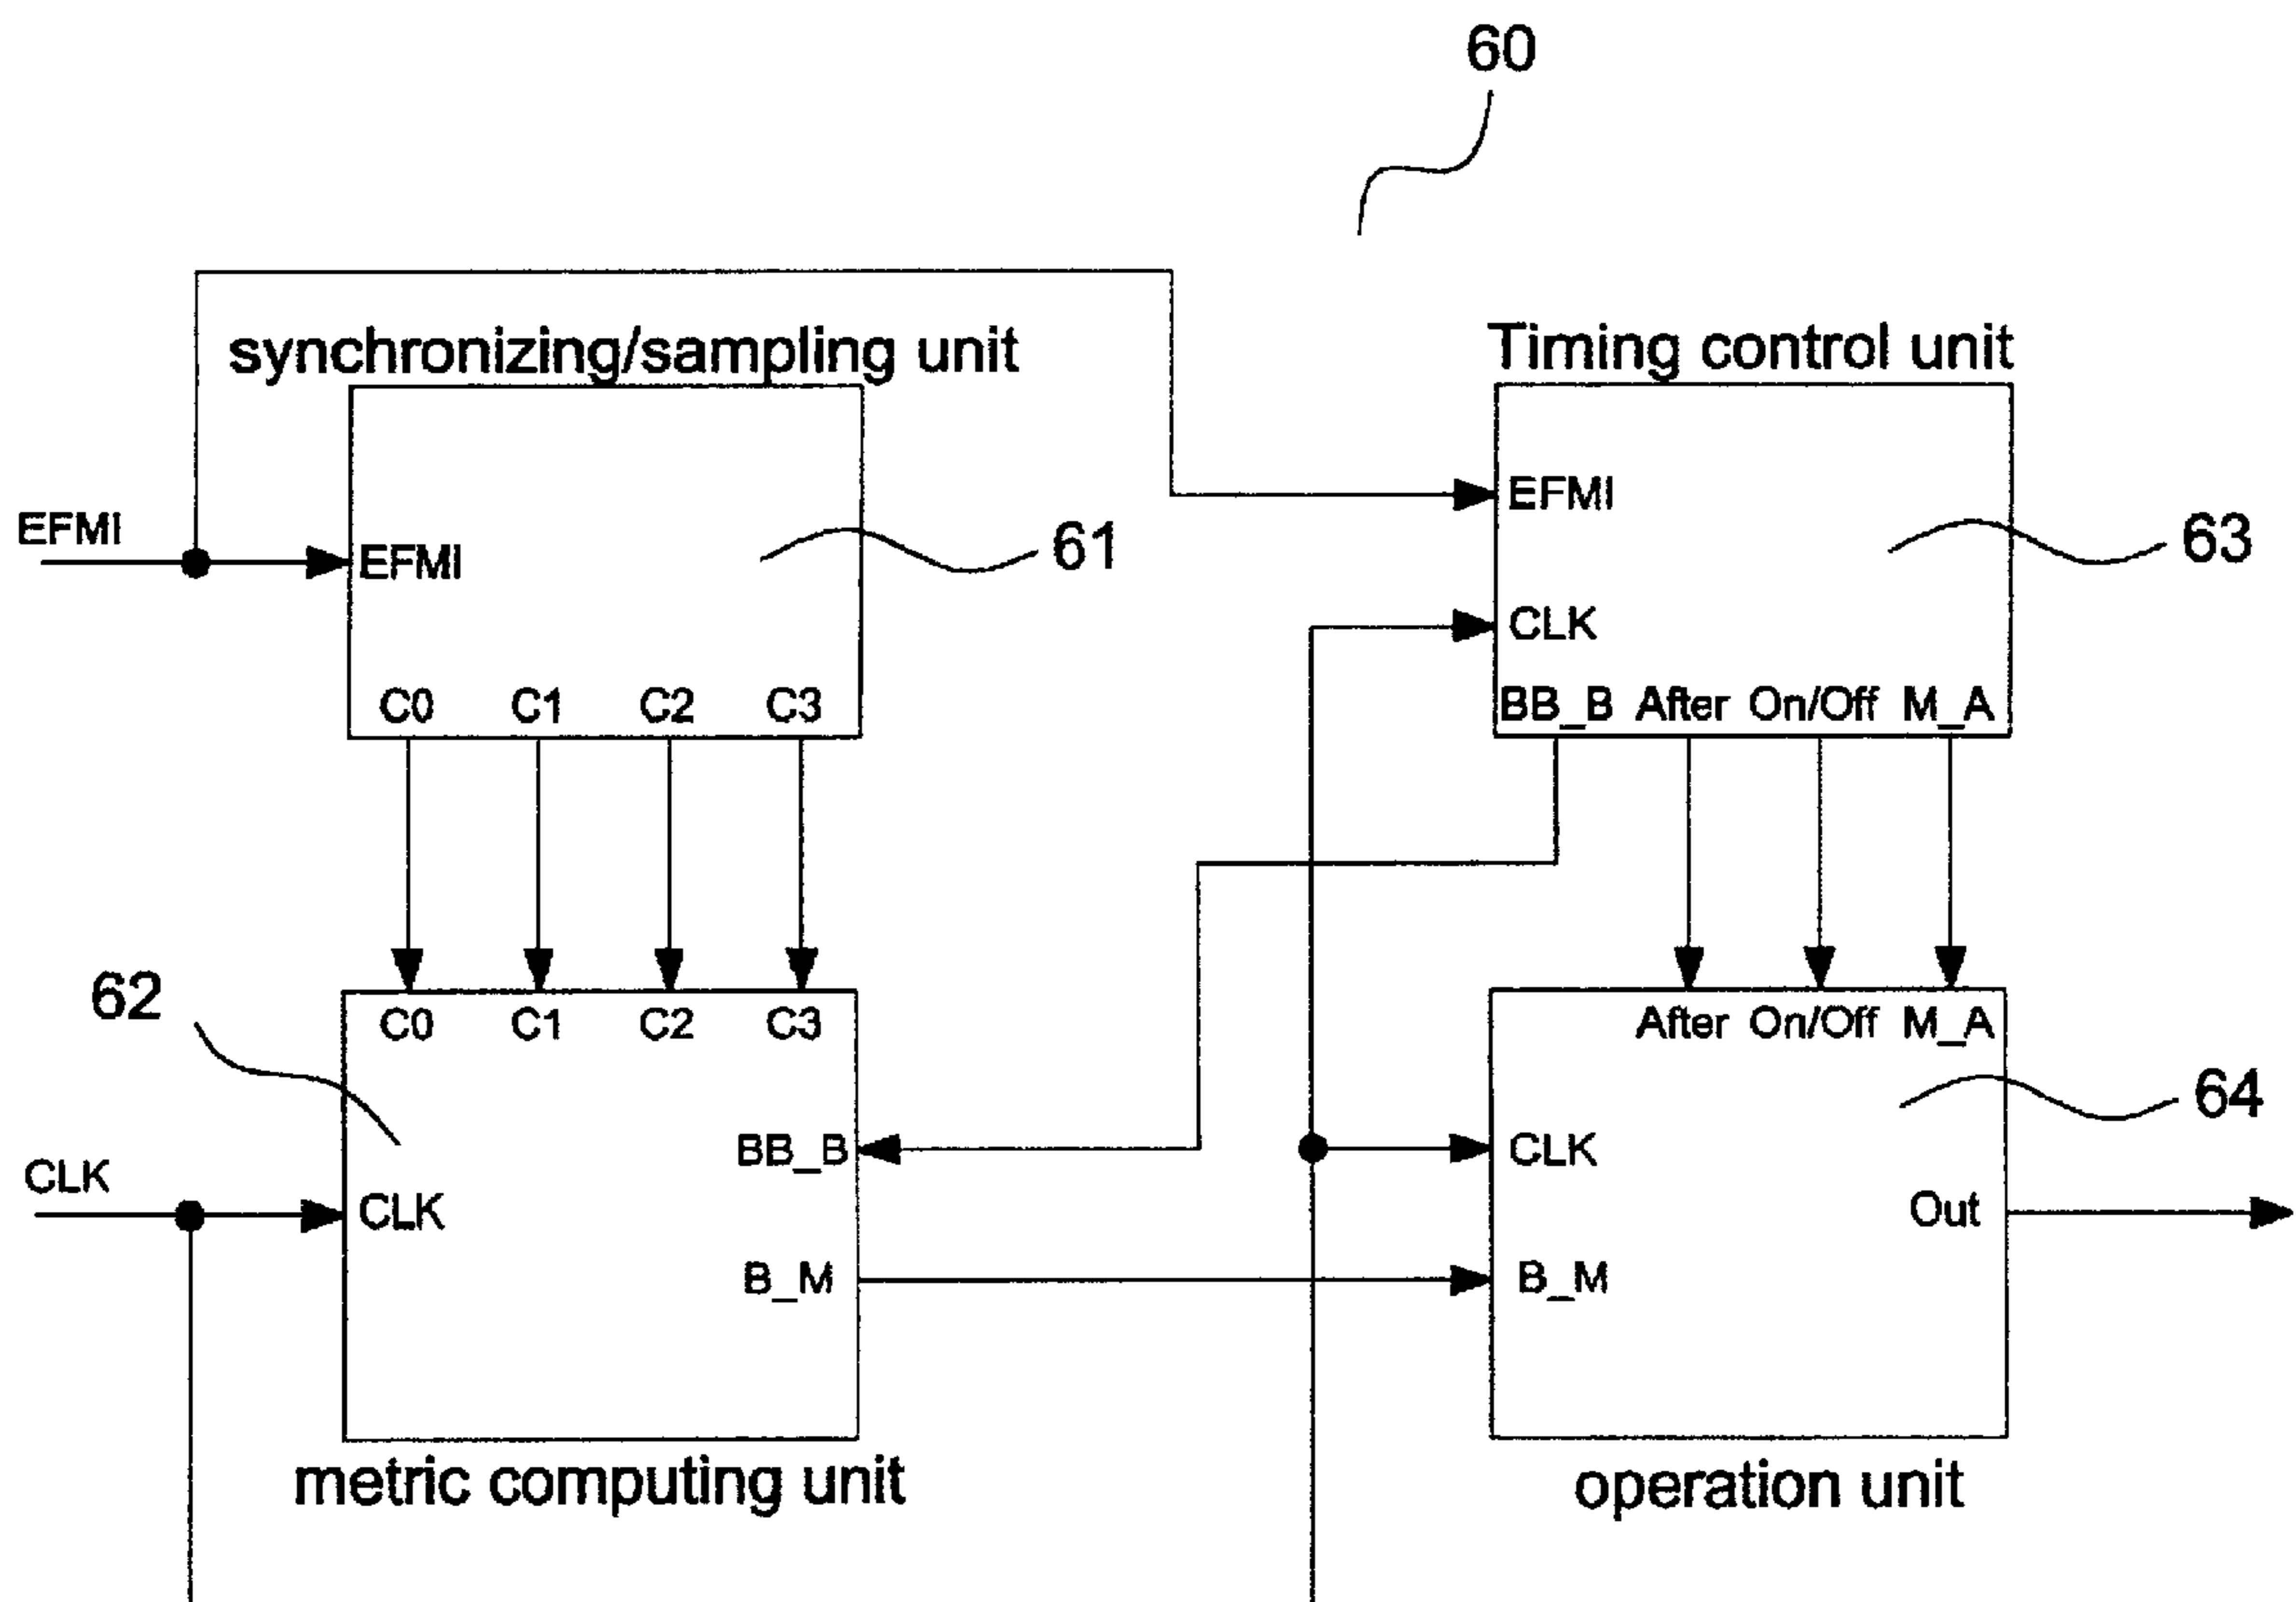 60
synchronizing/sampling unit
Timing control unit
EFMI
EFMI
61
EFMI
63
CLK
C0 C1 C2 C3
BB_B After On/Off M_A
62
C0 C1 C2 C3
After On/Off M_A
64
BB_B
CLK
CLK
CLK
Out
B_M
B_M
metric computing unit
operation unit